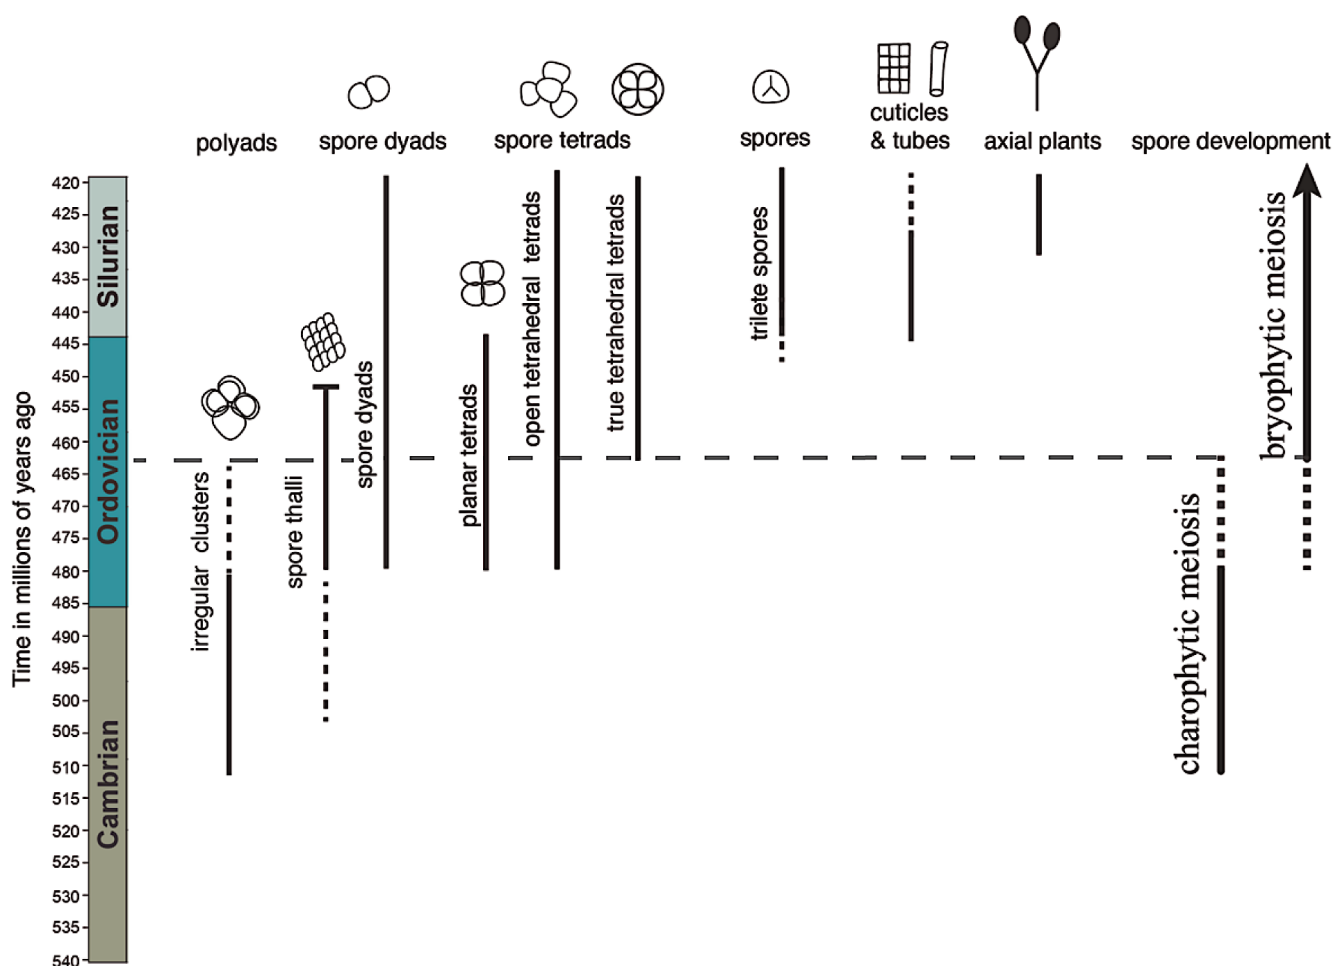 cuticles
polyads spore dyads spore tetrads spores & tubes axial plants spore development
Time in millions of years ago
420
425
430
435
440
445
450
455
460
465
470
475
480
485
490
495
500
505
510
515
520
525
530
535
540
Silurian
Ordovician
Cambrian
irregular clusters
spore thalli
spore dyads
planar tetrads
open tetrahedral tetrads
true tetrahedral tetrads
trilete spores
charophytic meiosis
bryophytic meiosis